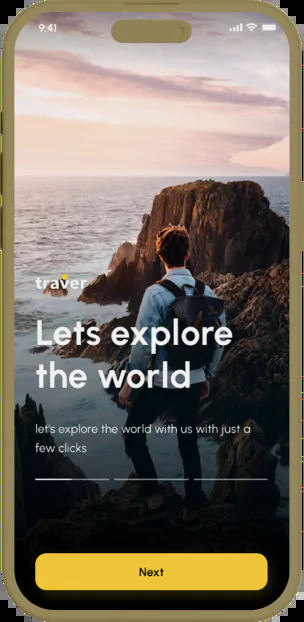 9:41
traver
Lets explore
the world
let's explore the world with us with just a
few clicks
Next